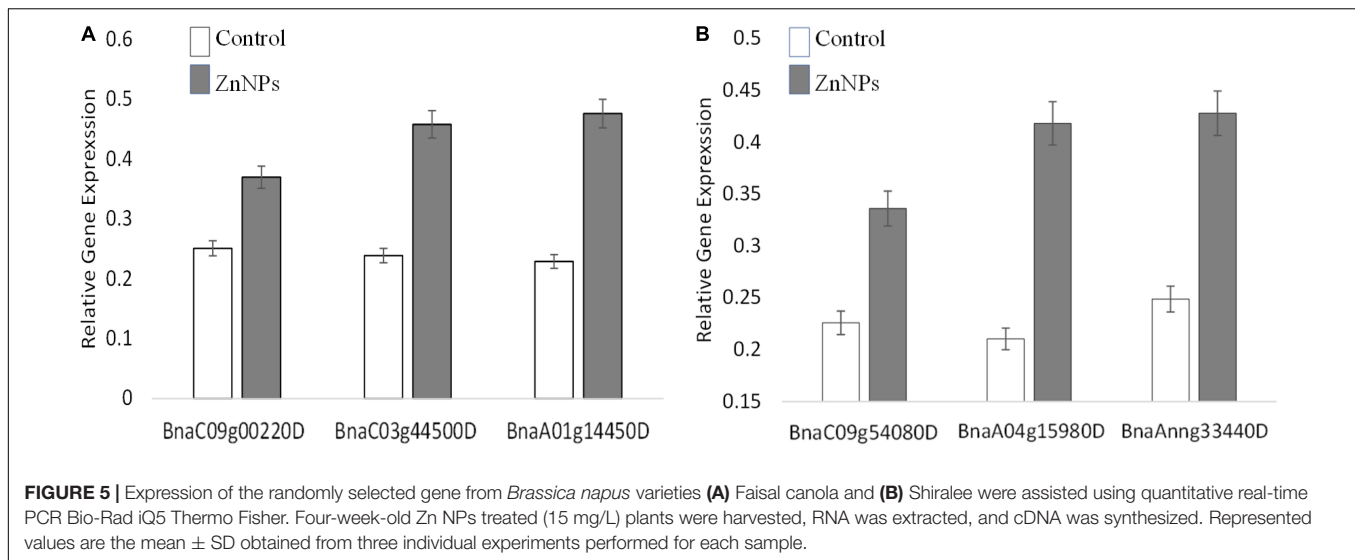 A
0.6
0.5
0.4
0.3
0.2
0.1
0
Relative Gene Exprexssion
Control
ZnNPs
BnaC09g00220D
BnaC03g44500D
BnaA01g14450D
B
0.5
0.45
0.4
0.35
0.3
0.25
0.2
0.15
Relative Gene Exprexssion
Control
ZnNPs
BnaC09g54080D
BnaA04g15980D
BnaAnng33440D
FIGURE 5 | Expression of the randomly selected gene from Brassica napus varieties (A) Faisal canola and (B) Shiralee were assisted using quantitative real-time
PCR Bio-Rad iQ5 Thermo Fisher. Four-week-old Zn NPs treated (15 mg/L) plants were harvested, RNA was extracted, and cDNA was synthesized. Represented
values are the mean ± SD obtained from three individual experiments performed for each sample.